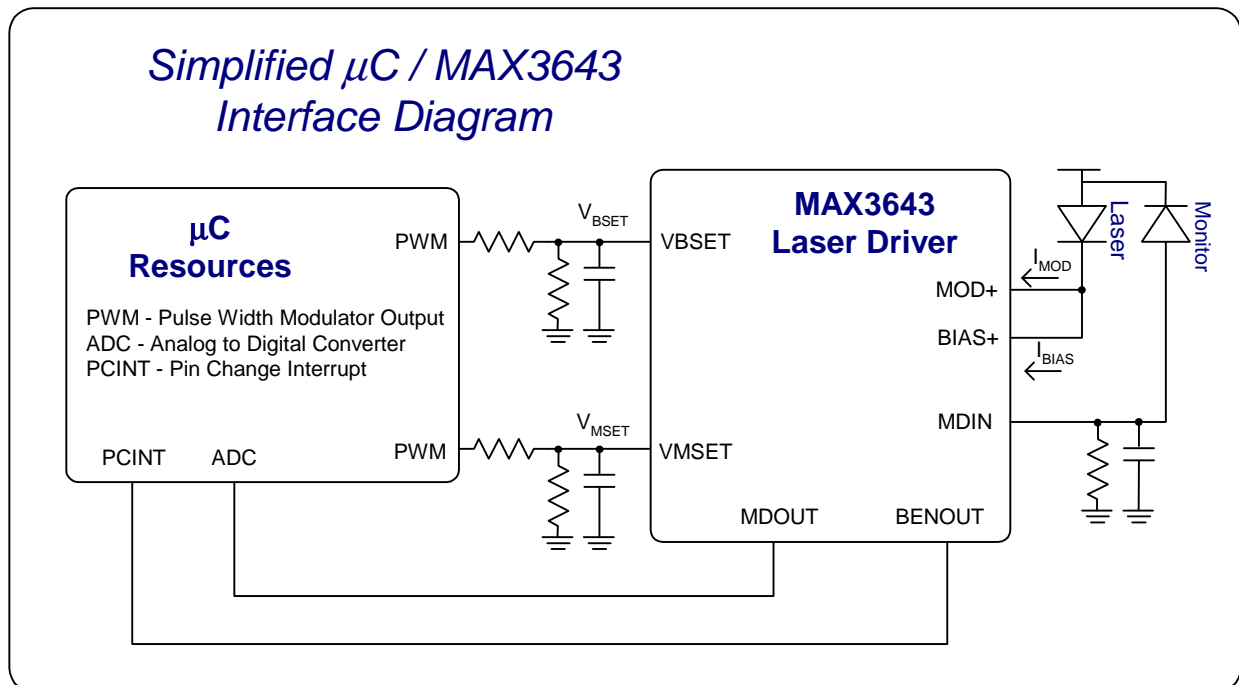 Simplified μC / MAX3643
Interface Diagram
μC
Resources
PWM - Pulse Width Modulator Output
ADC - Analog to Digital Converter
PCINT - Pin Change Interrupt
PWM
PWM
PCINT
ADC
VBSET
VMSET
MAX3643
Laser Driver
VBSET
VMSET
MOD+
BIAS+
MDIN
MDOUT
BENOUT
IMOD
IBIAS
Laser
Monitor